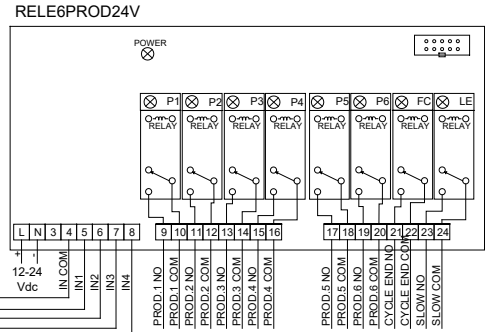 RELE6PROD24V
POWER
P1 P2 P3 P4 P5 P6 FC LE
RELAY RELAY RELAY RELAY RELAY RELAY RELAY RELAY
L N 3 4 5 6 7 8 9 10 11 12 13 14 15 16 17 18 19 20 21 22 23 24
+ -
12-24
Vdc
IN COM
IN1
IN2
IN3
IN4
PROD.1 NO
PROD.1 COM
PROD.2 NO
PROD.2 COM
PROD.3 NO
PROD.3 COM
PROD.4 NO
PROD.4 COM
PROD.5 NO
PROD.5 COM
PROD.6 NO
PROD.6 COM
CYCLE END NO
CYCLE END COM
SLOW NO
SLOW COM